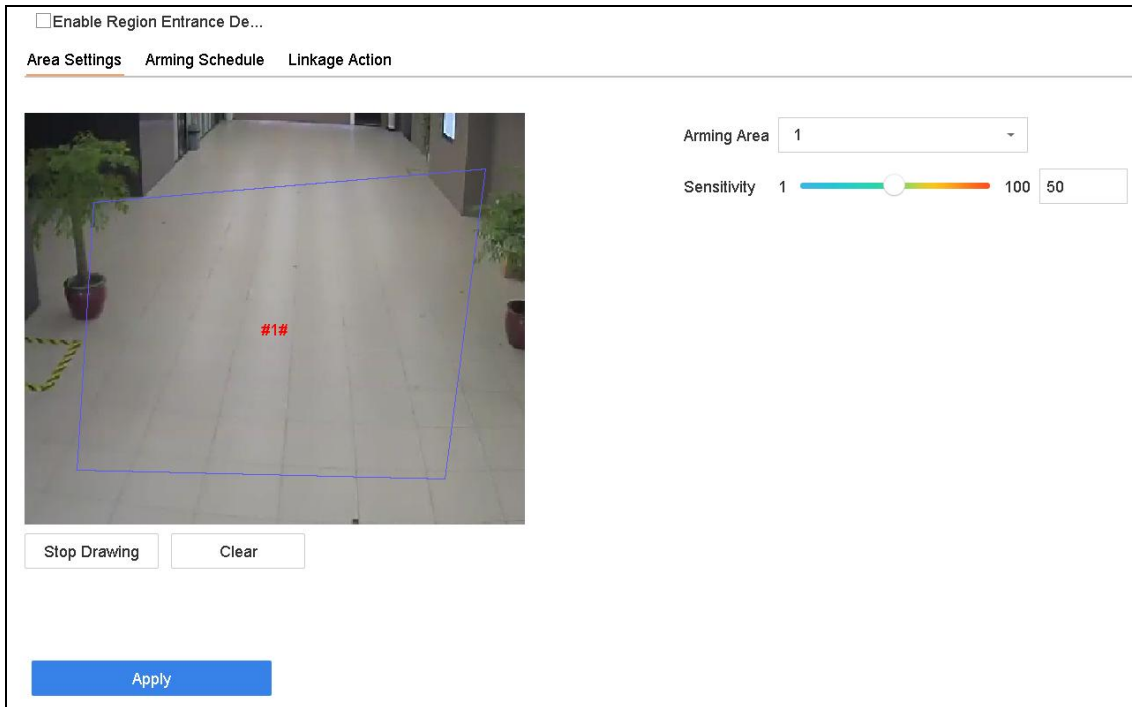 Enable Region Entrance De...
Area Settings Arming Schedule Linkage Action
Arming Area 1
Sensitivity 1 100 50
#1#
Stop Drawing Clear
Apply